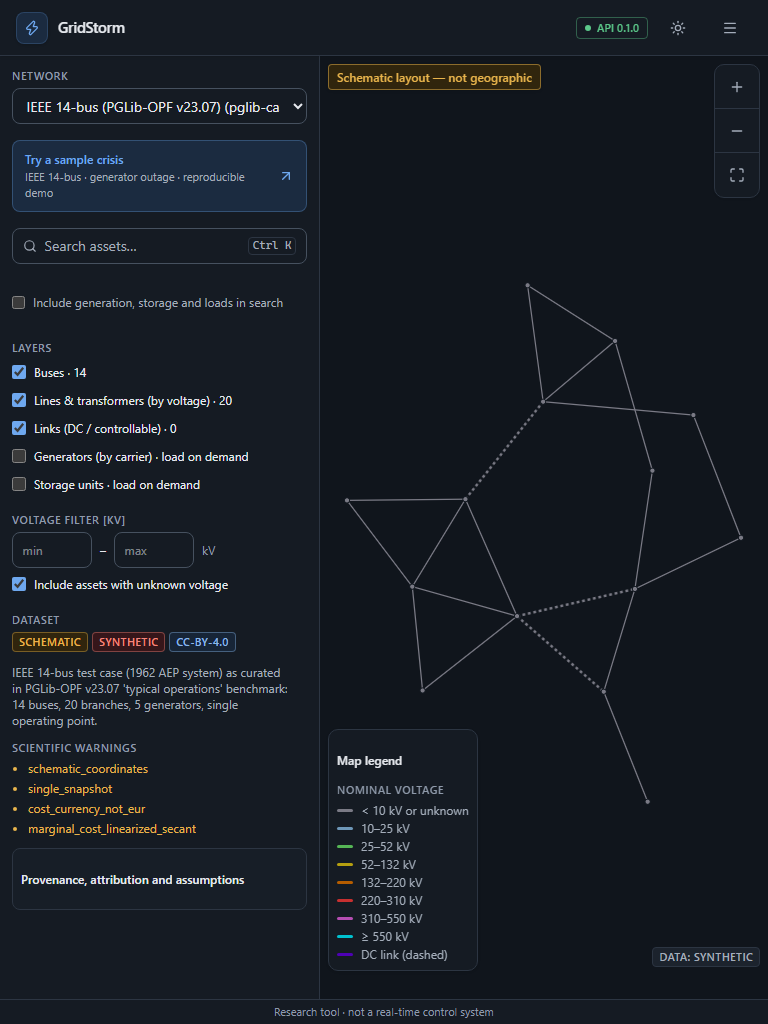 GridStorm
API 0.1.0
NETWORK
IEEE 14-bus (PGLib-OPF v23.07) (pglib-ca
Try a sample crisis
IEEE 14-bus · generator outage · reproducible
demo
Search assets...
Ctrl K
Include generation, storage and loads in search
LAYERS
Buses · 14
Lines & transformers (by voltage) · 20
Links (DC / controllable) · 0
Generators (by carrier) · load on demand
Storage units · load on demand
VOLTAGE FILTER [KV]
min – max kV
Include assets with unknown voltage
DATASET
SCHEMATIC SYNTHETIC CC-BY-4.0
IEEE 14-bus test case (1962 AEP system) as curated
in PGLib-OPF v23.07 'typical operations' benchmark:
14 buses, 20 branches, 5 generators, single
operating point.
SCIENTIFIC WARNINGS
• schematic_coordinates
• single_snapshot
• cost_currency_not_eur
• marginal_cost_linearized_secant
Provenance, attribution and assumptions
Schematic layout — not geographic
+
−
Map legend
NOMINAL VOLTAGE
< 10 kV or unknown
10–25 kV
25–52 kV
52–132 kV
132–220 kV
220–310 kV
310–550 kV
≥ 550 kV
DC link (dashed)
DATA: SYNTHETIC
Research tool · not a real-time control system